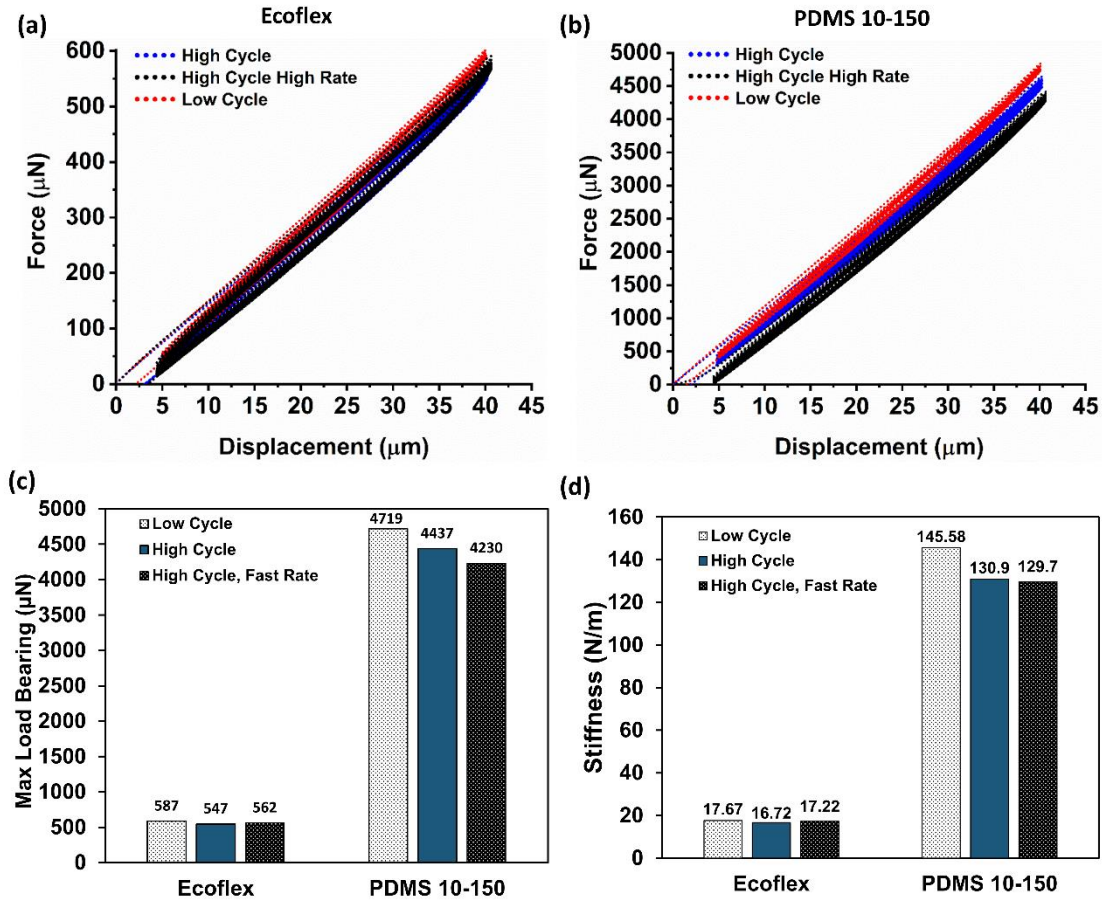 (a)
Ecoflex
High Cycle
High Cycle High Rate
Low Cycle
600
500
400
300
200
100
0
0 5 10 15 20 25 30 35 40 45
Force (μN)
Displacement (μm)
(b)
PDMS 10-150
High Cycle
High Cycle High Rate
Low Cycle
5000
4500
4000
3500
3000
2500
2000
1500
1000
500
0
0 5 10 15 20 25 30 35 40 45
Force (μN)
Displacement (μm)
(c)
Low Cycle
High Cycle
High Cycle, Fast Rate
5000
4500
4000
3500
3000
2500
2000
1500
1000
500
0
Max Load Bearing (μN)
587 547 562
4719 4437 4230
Ecoflex PDMS 10-150
(d)
Low Cycle
High Cycle
High Cycle, Fast Rate
160
140
120
100
80
60
40
20
0
Stiffness (N/m)
17.67 16.72 17.22
145.58 130.9 129.7
Ecoflex PDMS 10-150